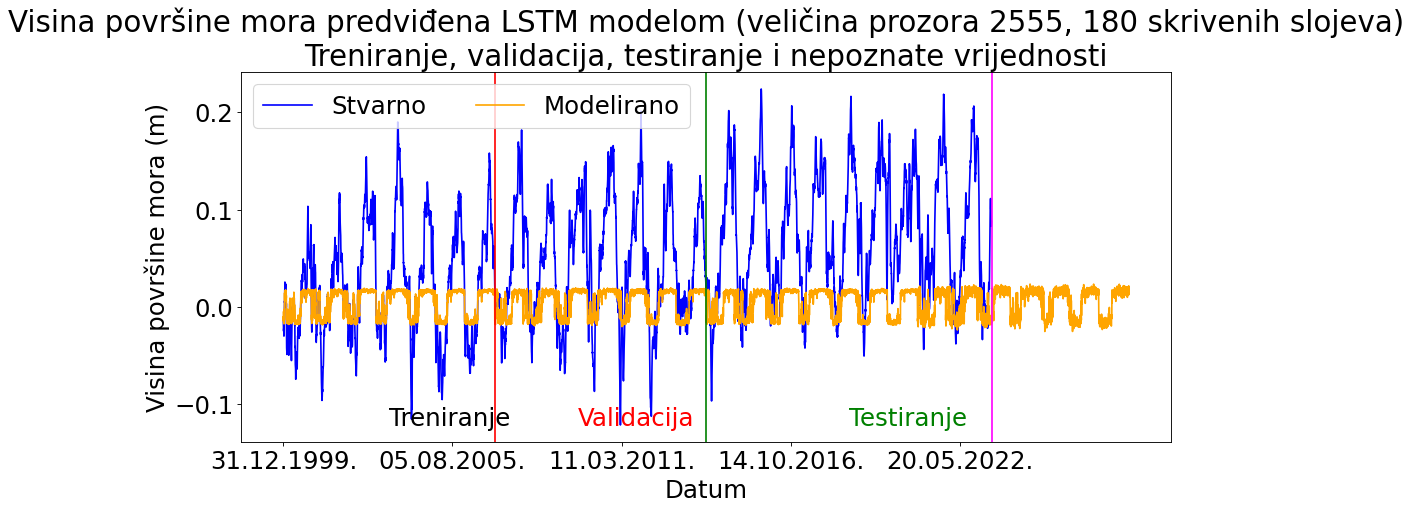 Visina površine mora predviđena LSTM modelom (veličina prozora 2555, 180 skrivenih slojeva)
Treniranje, validacija, testiranje i nepoznate vrijednosti
Stvarno
Modelirano
Visina površine mora (m)
0.2
0.1
0.0
−0.1
Treniranje
Validacija
Testiranje
31.12.1999.
05.08.2005.
11.03.2011.
14.10.2016.
20.05.2022.
Datum